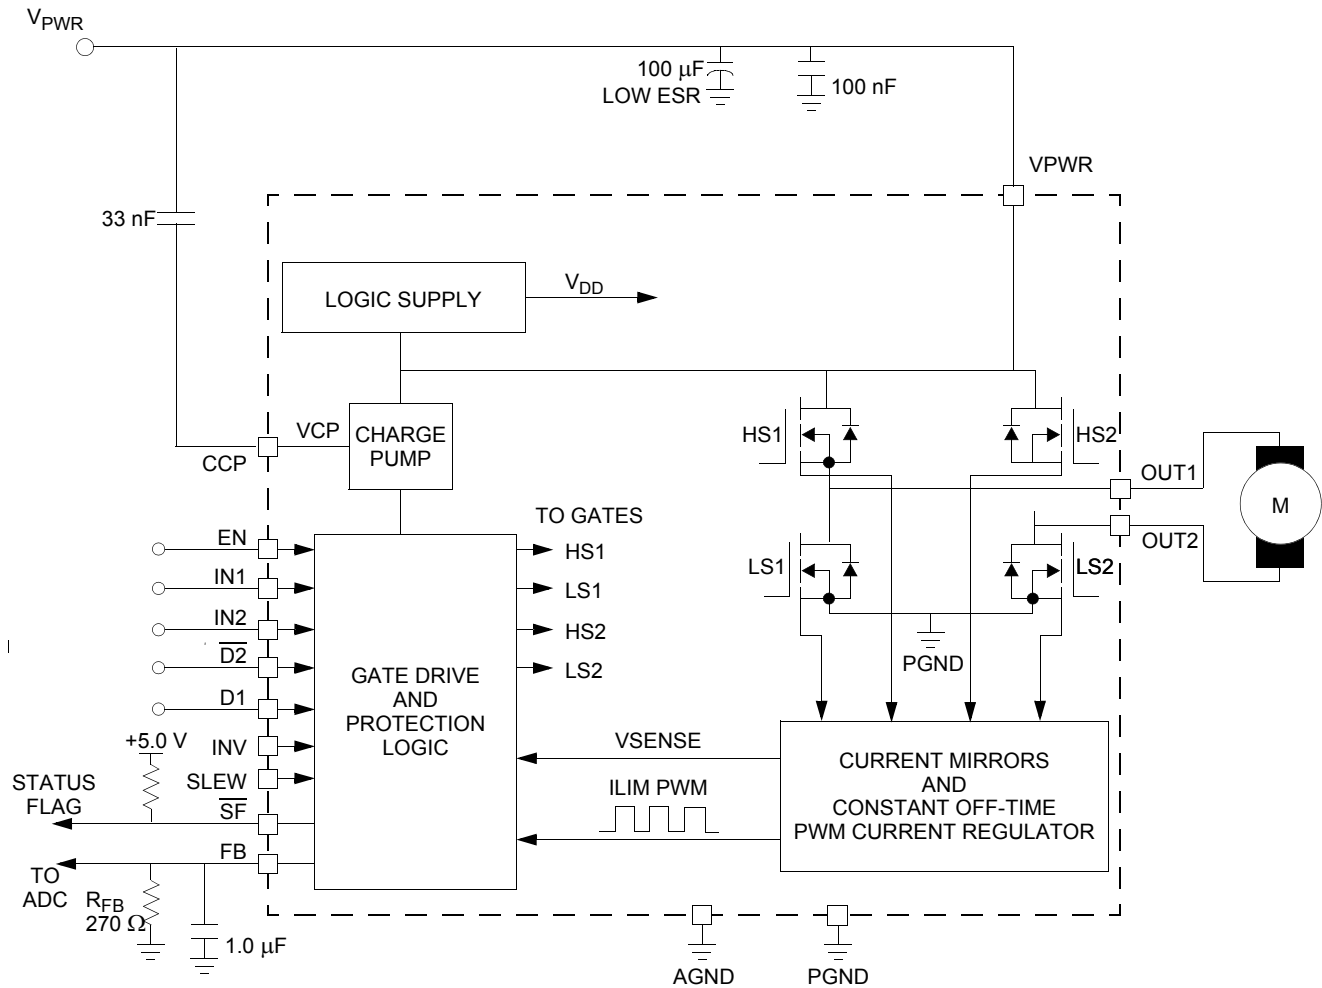 VPWR
100 μF
LOW ESR
100 nF
VPWR
33 nF
LOGIC SUPPLY
VDD
VCP
CCP
CHARGE
PUMP
HS1
HS2
OUT1
M
OUT2
LS1
LS2
PGND
TO GATES
HS1
LS1
HS2
LS2
EN
IN1
IN2
D2
D1
+5.0 V
INV
SLEW
STATUS
FLAG
SF
FB
TO
ADC
RFB
270 Ω
1.0 μF
GATE DRIVE
AND
PROTECTION
LOGIC
VSENSE
ILIM PWM
CURRENT MIRRORS
AND
CONSTANT OFF-TIME
PWM CURRENT REGULATOR
AGND
PGND